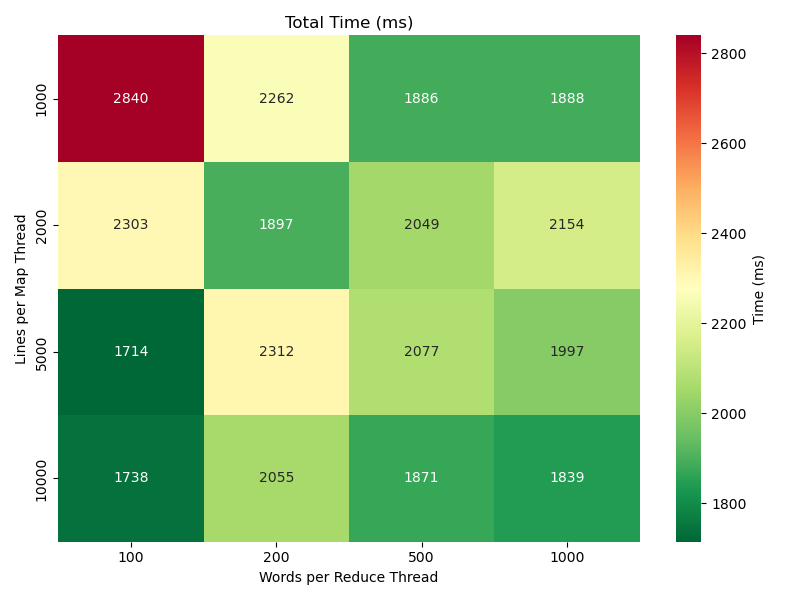 Total Time (ms)
Lines per Map Thread
1000 2840 2262 1886 1888
2000 2303 1897 2049 2154
5000 1714 2312 2077 1997
10000 1738 2055 1871 1839
100 200 500 1000
Words per Reduce Thread
2800
2600
2400
2200
2000
1800
Time (ms)